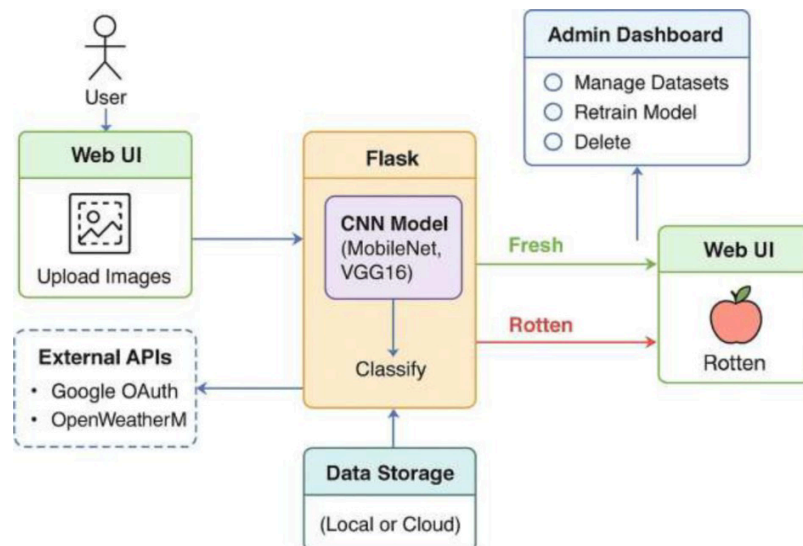 User
Web UI
Upload Images
External APIs
• Google OAuth
• OpenWeatherM
Flask
CNN Model
(MobileNet,
VGG16)
Classify
Data Storage
(Local or Cloud)
Fresh
Rotten
Admin Dashboard
Manage Datasets
Retrain Model
Delete
Web UI
Rotten